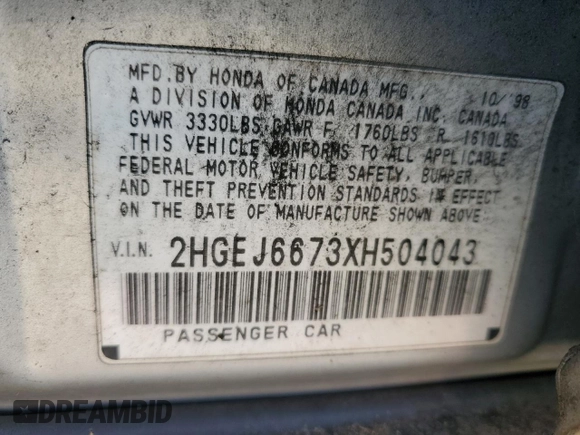 MFD.BY HONDA OF CANADA MFG., 10/'98
A DIVISION OF HONDA CANADA INC. CANADA
GVWR 3330LBS GAWR F 1760LBS R 1610LBS
THIS VEHICLE CONFORMS TO ALL APPLICABLE
FEDERAL MOTOR VEHICLE SAFETY, BUMPER,
AND THEFT PREVENTION STANDARDS IN EFFECT
ON THE DATE OF MANUFACTURE SHOWN ABOVE.
V.I.N. 2HGEJ6673XH504043
PASSENGER CAR
DREAMBID